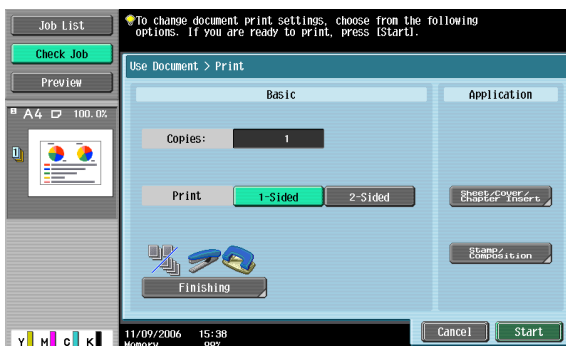 Job List
Check Job
Preview
A4 100.0%
1
To change document print settings, choose from the following
options. If you are ready to print, press [Start].
Use Document > Print
Basic
Application
Copies:
1
Print
1-Sided
2-Sided
Sheet/Cover/
Chapter Insert
Stamp/
Composition
Finishing
Y M C K
11/09/2006 15:38
Memory 99%
Cancel
Start